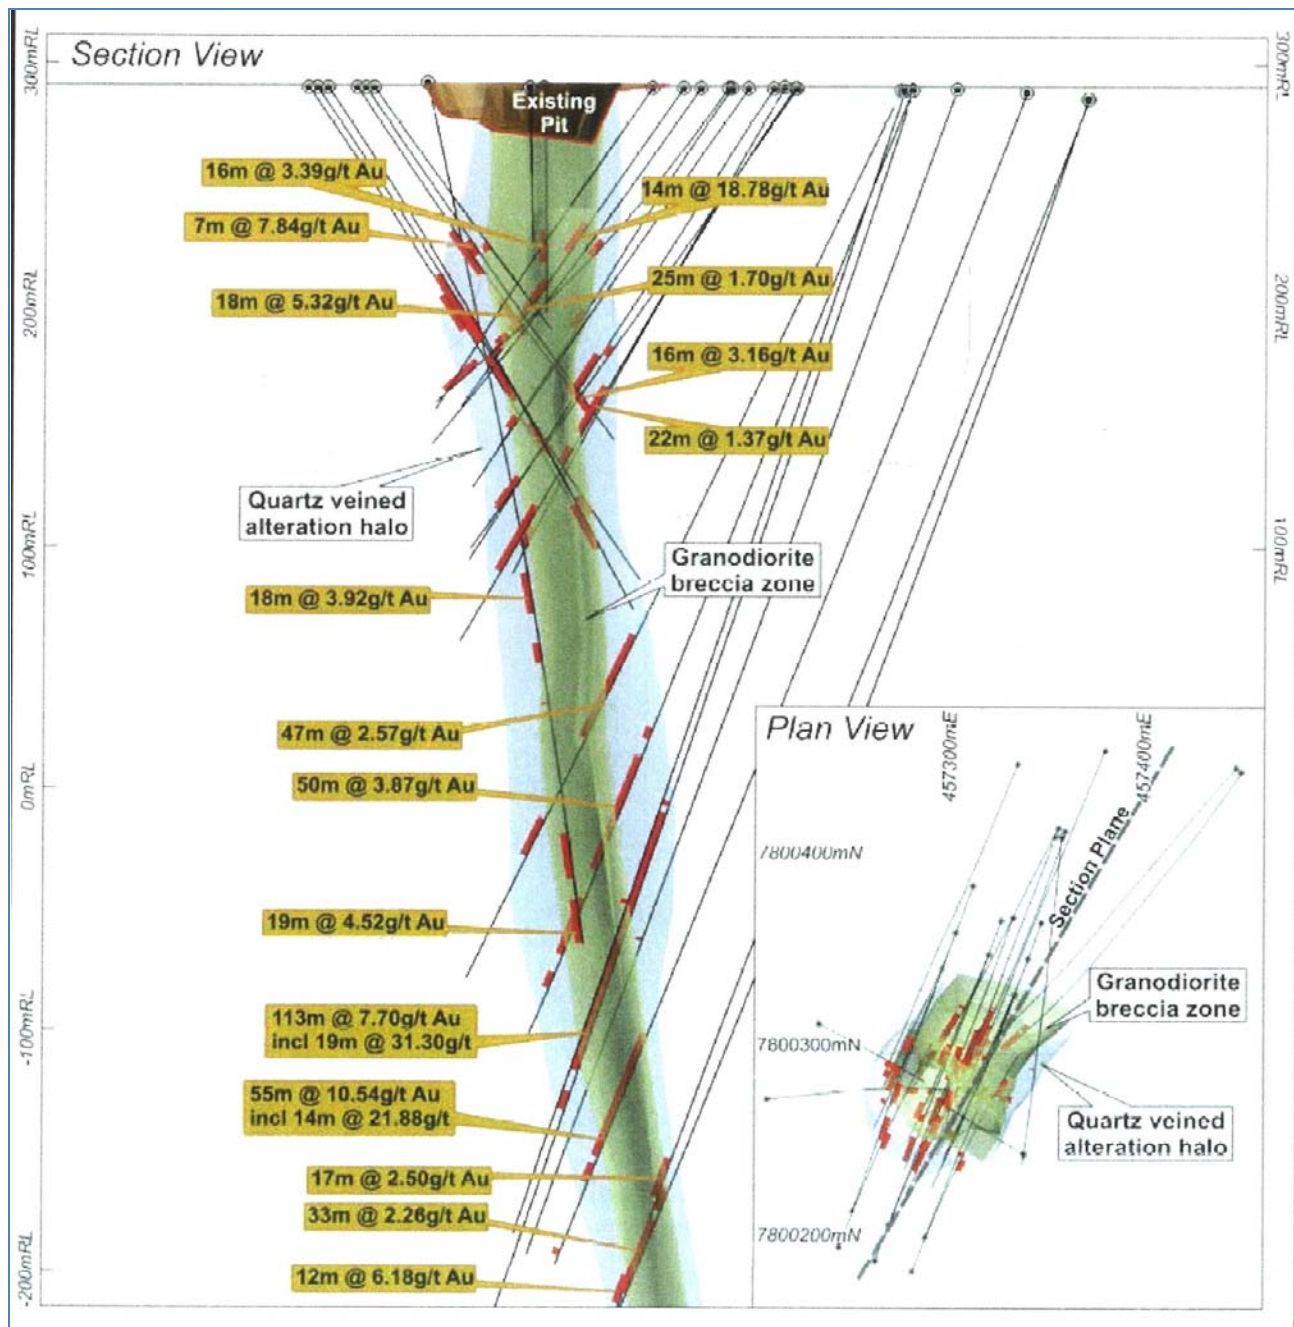 Section View
300mRL
300mRL
Existing
Pit
16m @ 3.39g/t Au
14m @ 18.78g/t Au
7m @ 7.84g/t Au
25m @ 1.70g/t Au
18m @ 5.32g/t Au
200mRL
200mRL
16m @ 3.16g/t Au
22m @ 1.37g/t Au
Quartz veined
alteration halo
100mRL
100mRL
Granodiorite
breccia zone
18m @ 3.92g/t Au
47m @ 2.57g/t Au
50m @ 3.87g/t Au
0mRL
19m @ 4.52g/t Au
113m @ 7.70g/t Au
incl 19m @ 31.30g/t
-100mRL
55m @ 10.54g/t Au
incl 14m @ 21.88g/t
17m @ 2.50g/t Au
33m @ 2.26g/t Au
12m @ 6.18g/t Au
-200mRL
Plan View
457300mE
457400mE
7800400mN
Section Plane
Granodiorite
breccia zone
7800300mN
Quartz veined
alteration halo
7800200mN